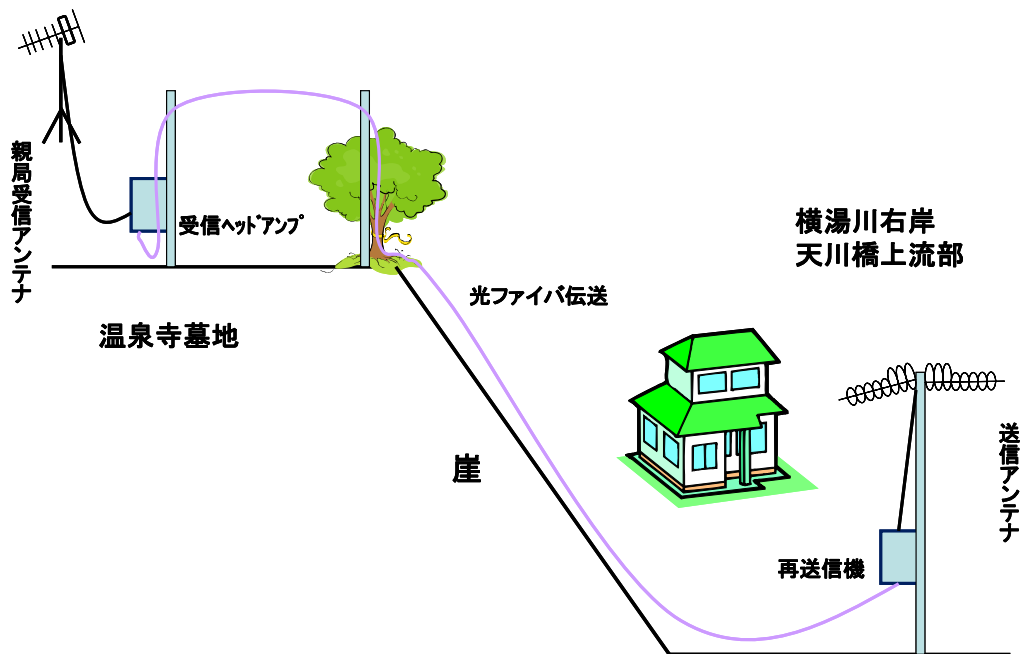 親局受信アンテナ
受信ヘッドアンプ
温泉寺墓地
光ファイバ伝送
崖
横湯川右岸
天川橋上流部
再送信機
送信アンテナ